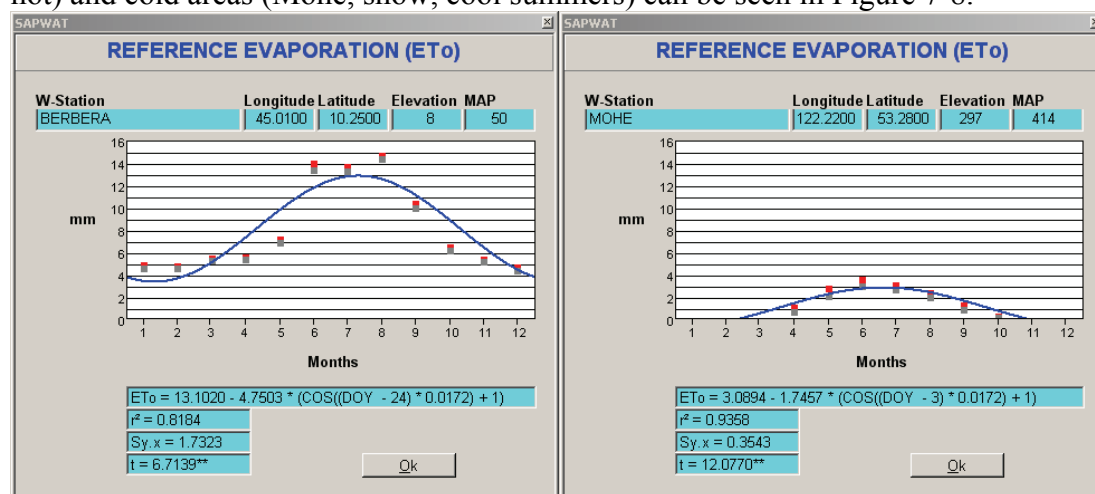 not) and cold areas (Mohe, snow, cool summers) can be seen in Figure 7-8.
SAPWAT
REFERENCE EVAPORATION (ETo)
W-Station Longitude Latitude Elevation MAP
BERBERA 45.0100 10.2500 8 50
16
14
12
10
8
6
4
2
0
mm
1 2 3 4 5 6 7 8 9 10 11 12
Months
ETo = 13.1020 - 4.7503 * (COS((DOY - 24) * 0.0172) + 1)
r² = 0.8184
Sy.x = 1.7323
t = 6.7139**
Ok
SAPWAT
REFERENCE EVAPORATION (ETo)
W-Station Longitude Latitude Elevation MAP
MOHE 122.2200 53.2800 297 414
16
14
12
10
8
6
4
2
0
mm
1 2 3 4 5 6 7 8 9 10 11 12
Months
ETo = 3.0894 - 1.7457 * (COS((DOY - 3) * 0.0172) + 1)
r² = 0.9358
Sy.x = 0.3543
t = 12.0770**
Ok